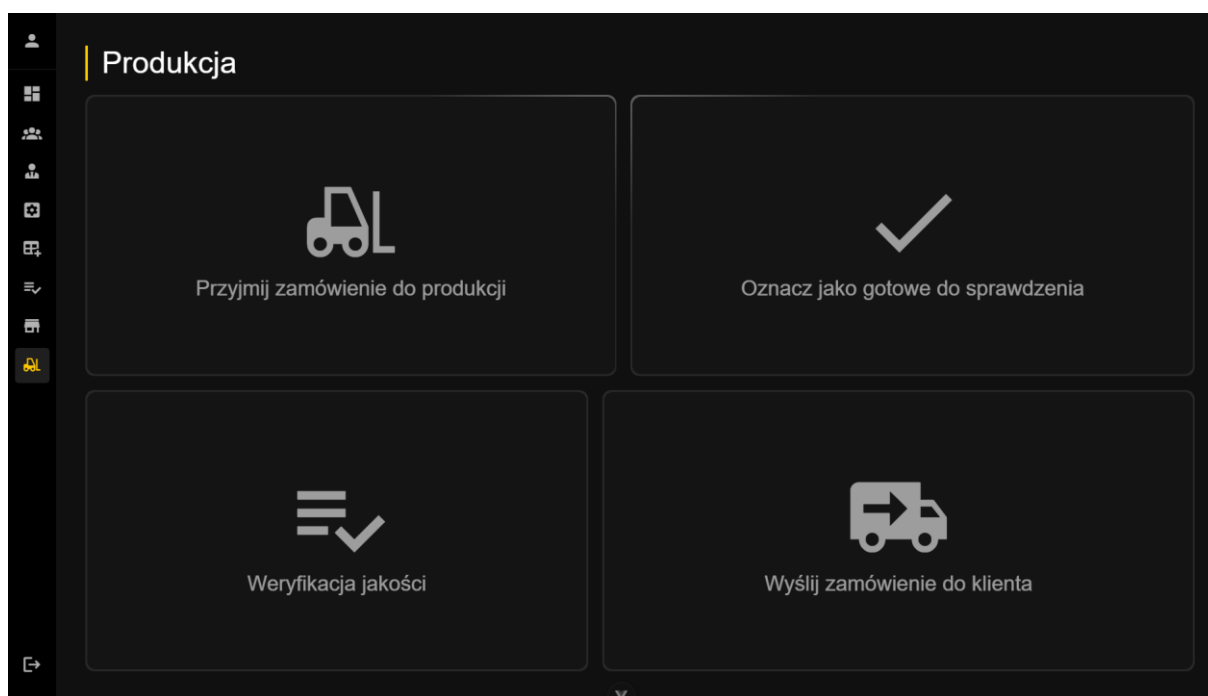 Produkcja
Przyjmij zamówienie do produkcji
Oznacz jako gotowe do sprawdzenia
Weryfikacja jakości
Wyślij zamówienie do klienta